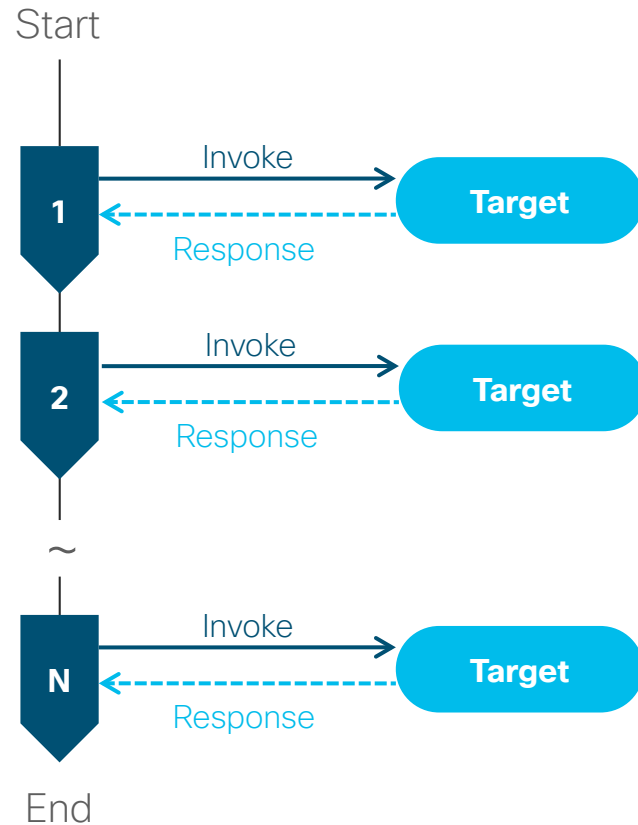 Start
Invoke
1
Target
Response
Invoke
2
Target
Response
~
Invoke
N
Target
Response
End